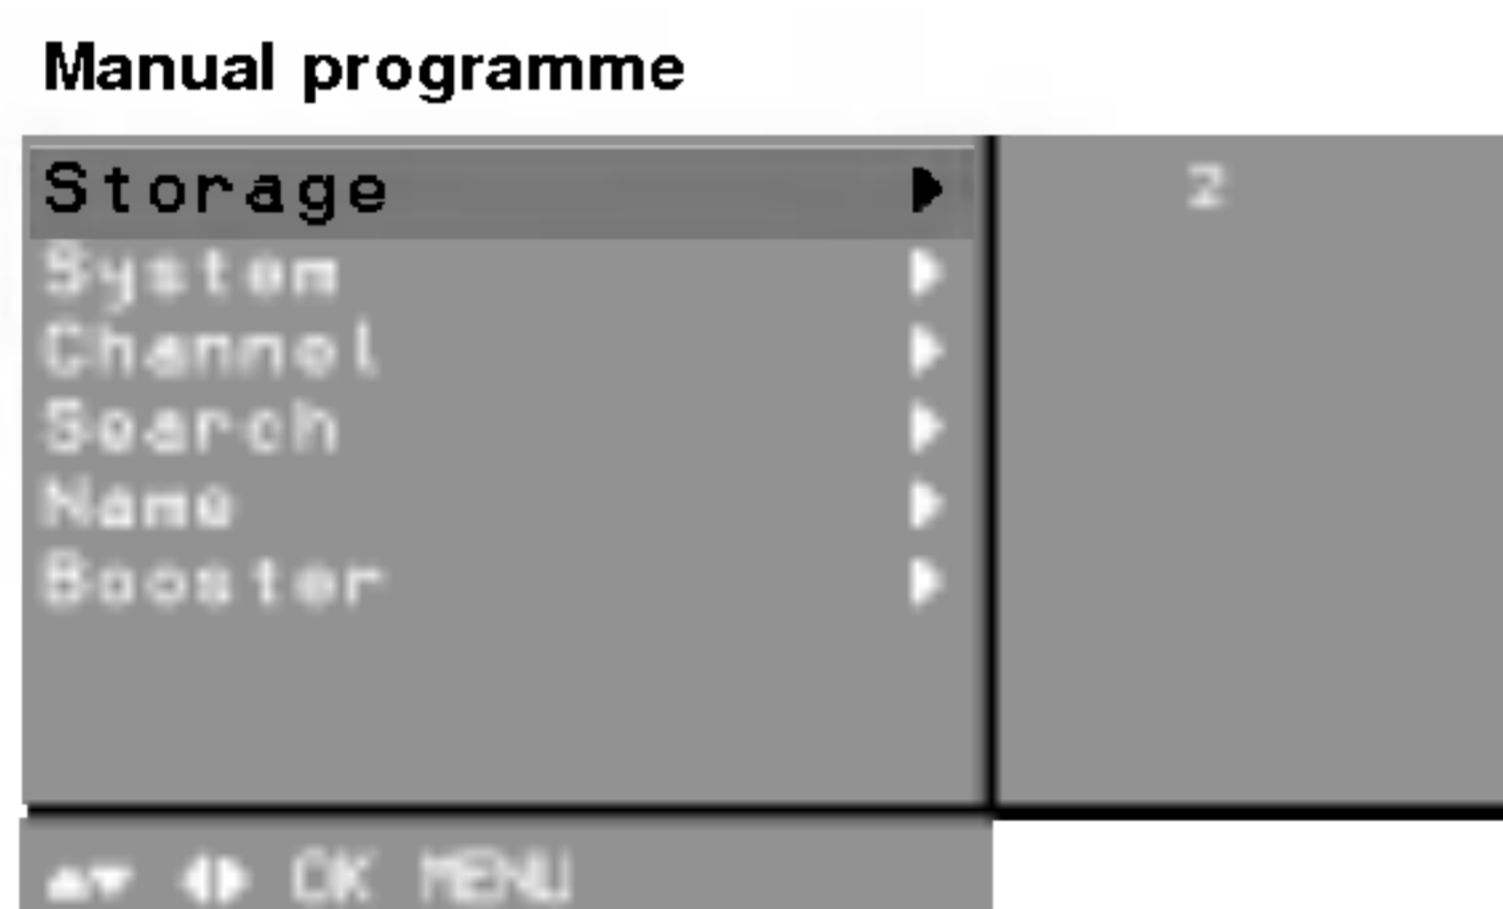 Manual programme
Storage ▶ 2
System ▶
Channel ▶
Search ▶
Name ▶
Booster ▶
▲▼ ◀▶ OK MENU